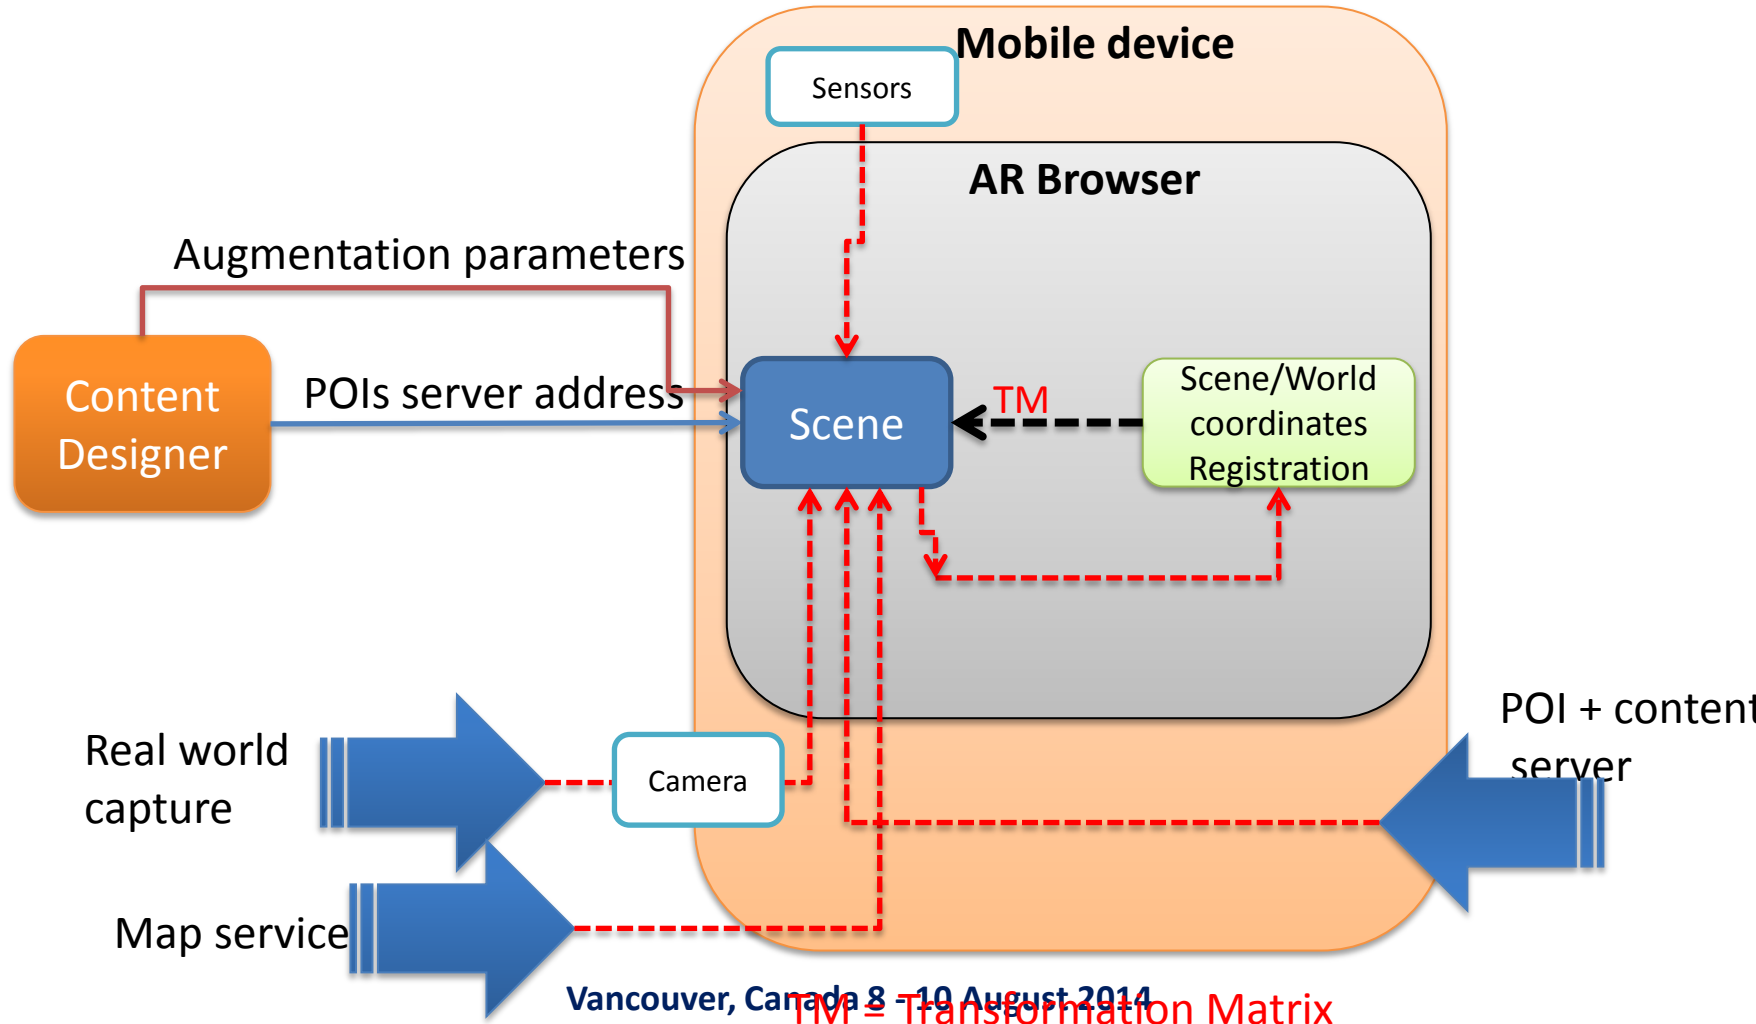 Mobile device
Sensors
AR Browser
Augmentation parameters
Content
Designer
POIs server address
Scene
TM
Scene/World
coordinates
Registration
Real world
capture
Camera
POI + content
server
Map service
Vancouver, Canada 8 - 10 August 2014
TM = Transformation Matrix